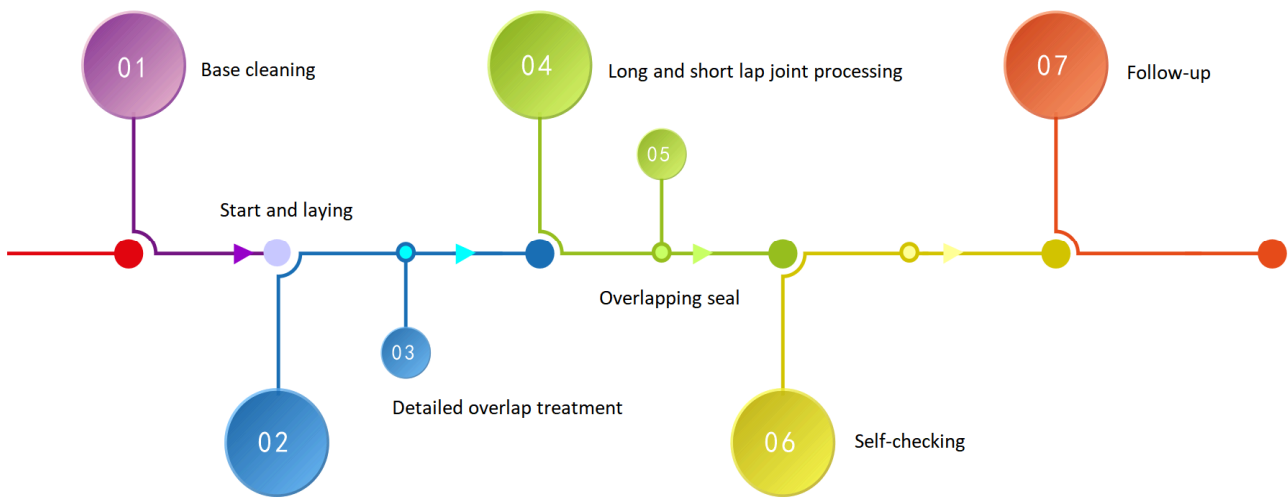 01
Base cleaning
Start and laying
02
03
Detailed overlap treatment
04
Long and short lap joint processing
05
Overlapping seal
06
Self-checking
07
Follow-up